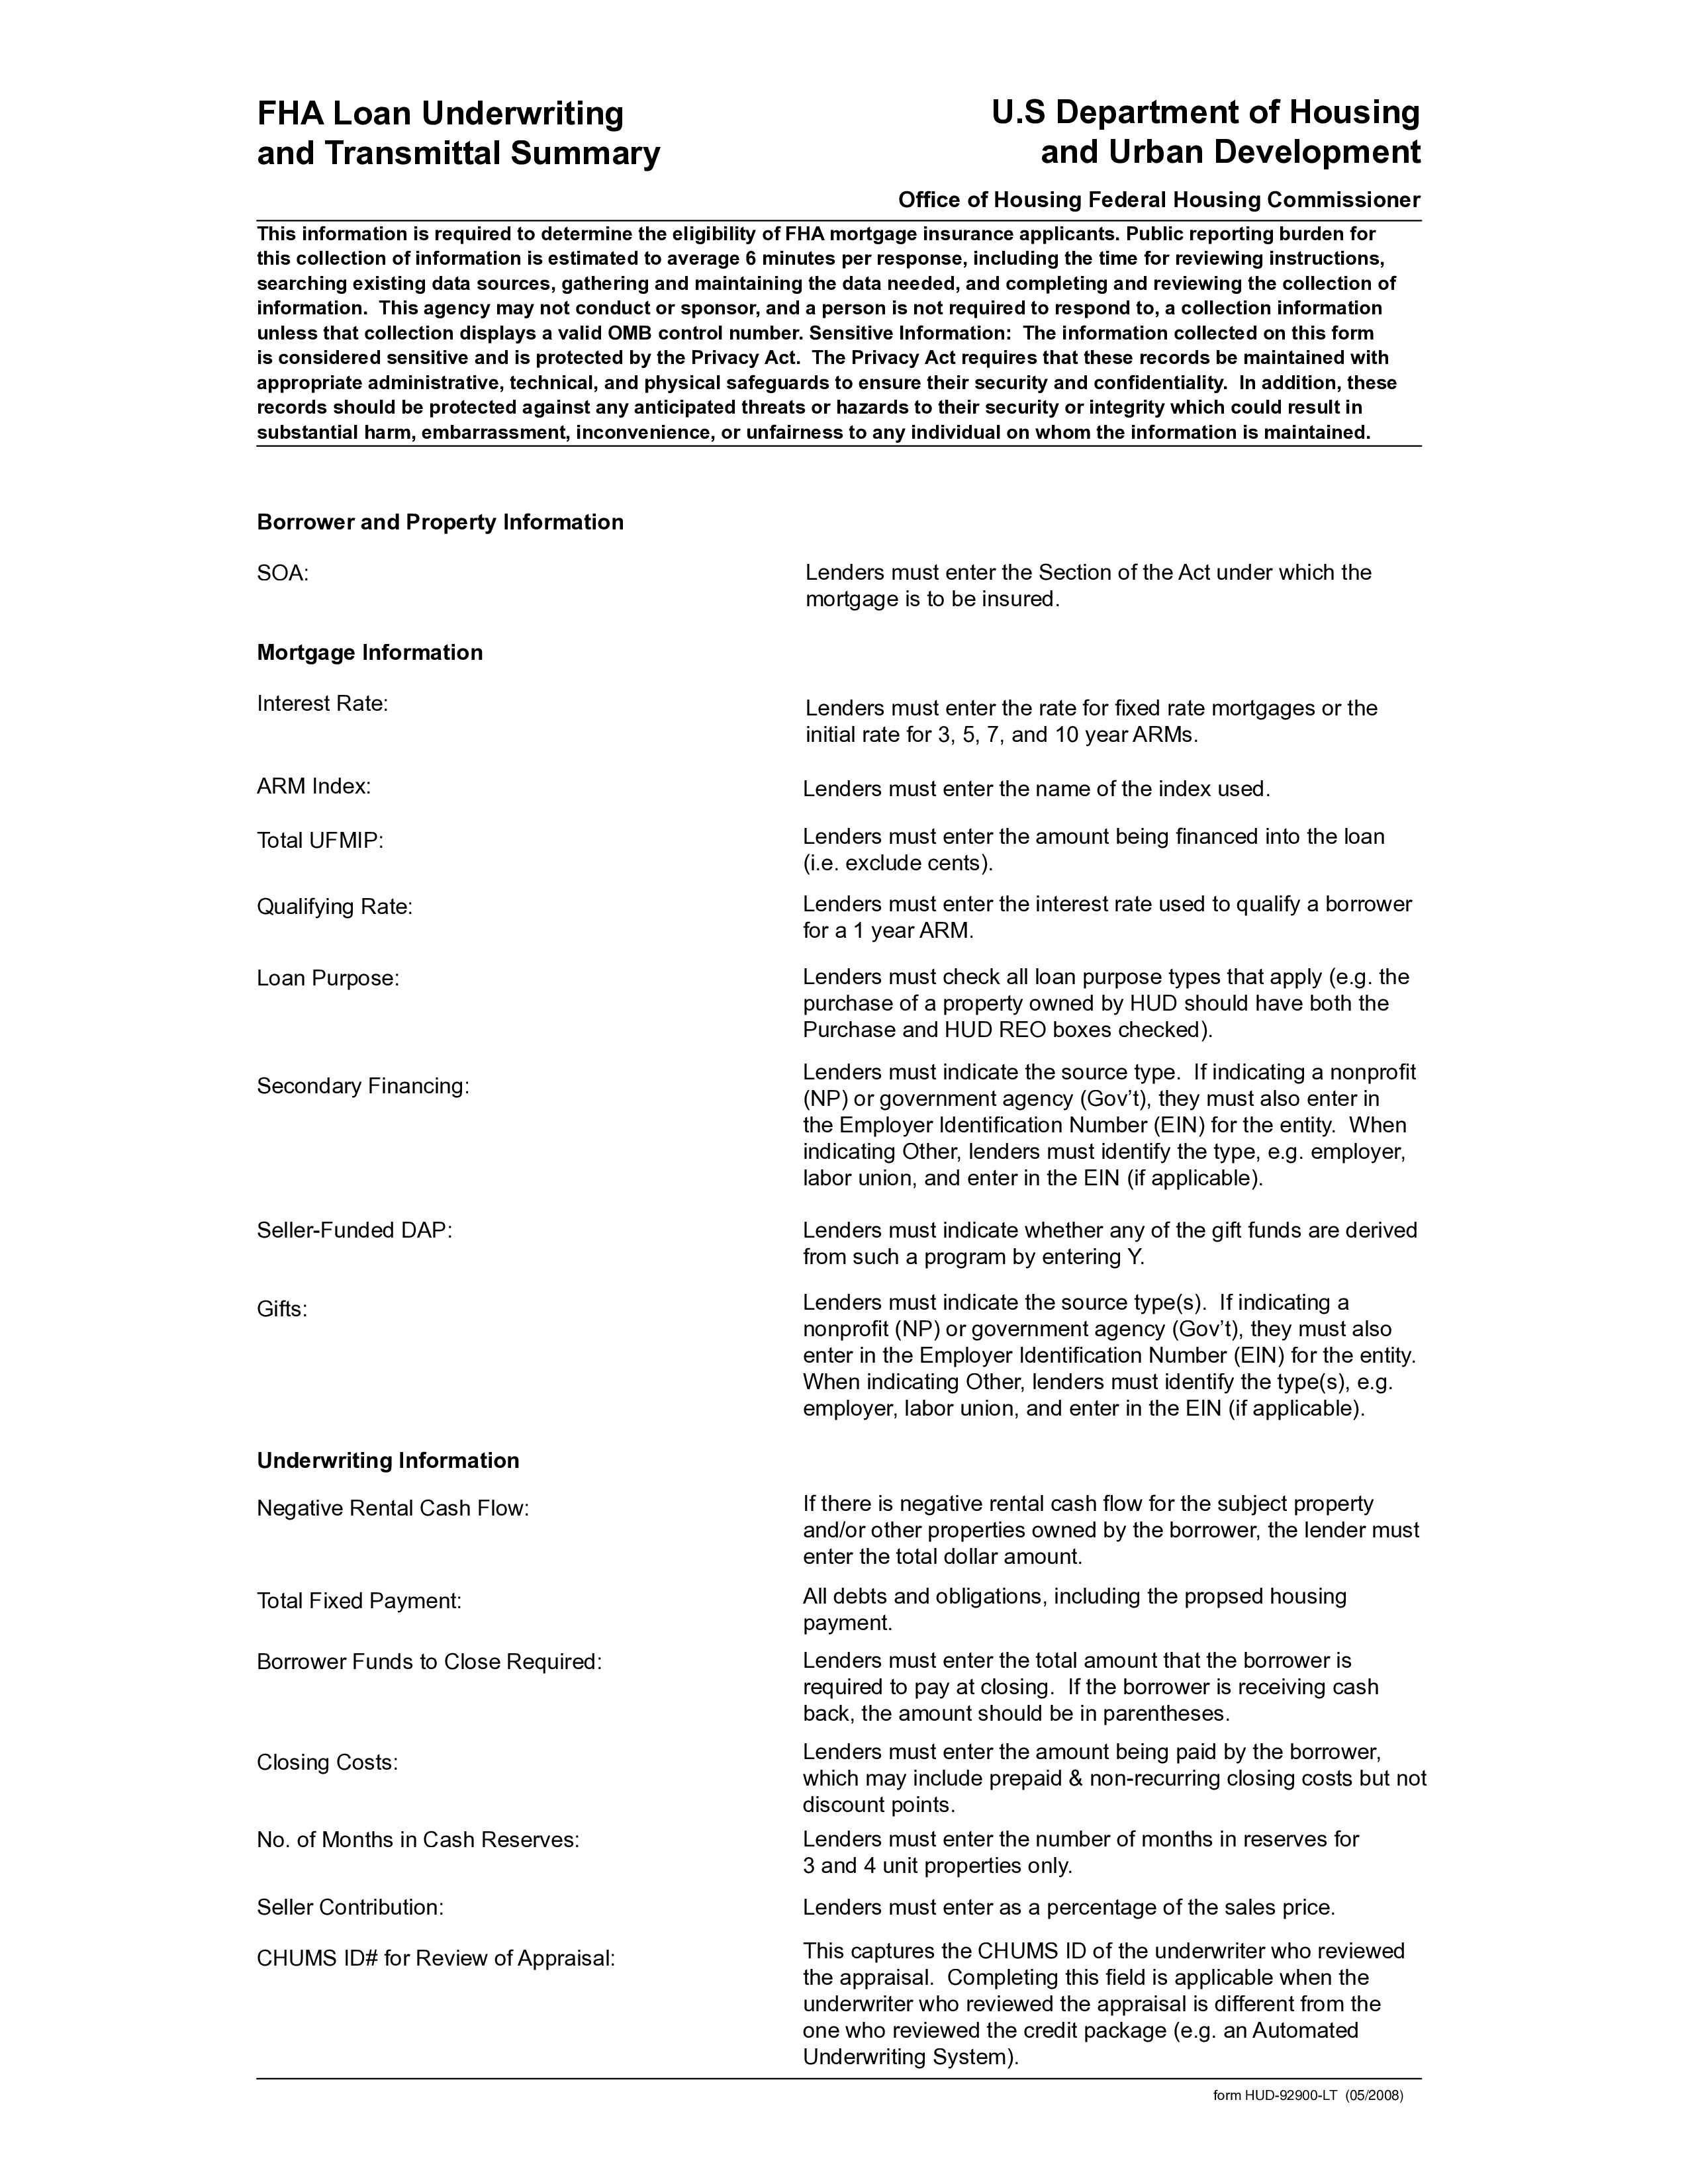 FHA Loan Underwriting
and Transmittal Summary
U.S Department of Housing
and Urban Development
Office of Housing Federal Housing Commissioner
This information is required to determine the eligibility of FHA mortgage insurance applicants. Public reporting burden for
this collection of information is estimated to average 6 minutes per response, including the time for reviewing instructions,
searching existing data sources, gathering and maintaining the data needed, and completing and reviewing the collection of
information.  This agency may not conduct or sponsor, and a person is not required to respond to, a collection information
unless that collection displays a valid OMB control number. Sensitive Information:  The information collected on this form
is considered sensitive and is protected by the Privacy Act.  The Privacy Act requires that these records be maintained with
appropriate administrative, technical, and physical safeguards to ensure their security and confidentiality.  In addition, these
records should be protected against any anticipated threats or hazards to their security or integrity which could result in
substantial harm, embarrassment, inconvenience, or unfairness to any individual on whom the information is maintained.
Borrower and Property Information
SOA:
Lenders must enter the Section of the Act under which the
mortgage is to be insured.
Mortgage Information
Interest Rate:
Lenders must enter the rate for fixed rate mortgages or the
initial rate for 3, 5, 7, and 10 year ARMs.
ARM Index:
Lenders must enter the name of the index used.
Total UFMIP:
Lenders must enter the amount being financed into the loan
(i.e. exclude cents).
Qualifying Rate:
Lenders must enter the interest rate used to qualify a borrower
for a 1 year ARM.
Loan Purpose:
Lenders must check all loan purpose types that apply (e.g. the
purchase of a property owned by HUD should have both the
Purchase and HUD REO boxes checked).
Secondary Financing:
Lenders must indicate the source type.  If indicating a nonprofit
(NP) or government agency (Gov’t), they must also enter in
the Employer Identification Number (EIN) for the entity.  When
indicating Other, lenders must identify the type, e.g. employer,
labor union, and enter in the EIN (if applicable).
Seller-Funded DAP:
Lenders must indicate whether any of the gift funds are derived
from such a program by entering Y.
Gifts:
Lenders must indicate the source type(s).  If indicating a
nonprofit (NP) or government agency (Gov’t), they must also
enter in the Employer Identification Number (EIN) for the entity.
When indicating Other, lenders must identify the type(s), e.g.
employer, labor union, and enter in the EIN (if applicable).
Underwriting Information
Negative Rental Cash Flow:
If there is negative rental cash flow for the subject property
and/or other properties owned by the borrower, the lender must
enter the total dollar amount.
Total Fixed Payment:
All debts and obligations, including the propsed housing
payment.
Borrower Funds to Close Required:
Lenders must enter the total amount that the borrower is
required to pay at closing.  If the borrower is receiving cash
back, the amount should be in parentheses.
Closing Costs:
Lenders must enter the amount being paid by the borrower,
which may include prepaid & non-recurring closing costs but not
discount points.
No. of Months in Cash Reserves:
Lenders must enter the number of months in reserves for
3 and 4 unit properties only.
Seller Contribution:
Lenders must enter as a percentage of the sales price.
CHUMS ID# for Review of Appraisal:
This captures the CHUMS ID of the underwriter who reviewed
the appraisal.  Completing this field is applicable when the
underwriter who reviewed the appraisal is different from the
one who reviewed the credit package (e.g. an Automated
Underwriting System).
form HUD-92900-LT  (05/2008)